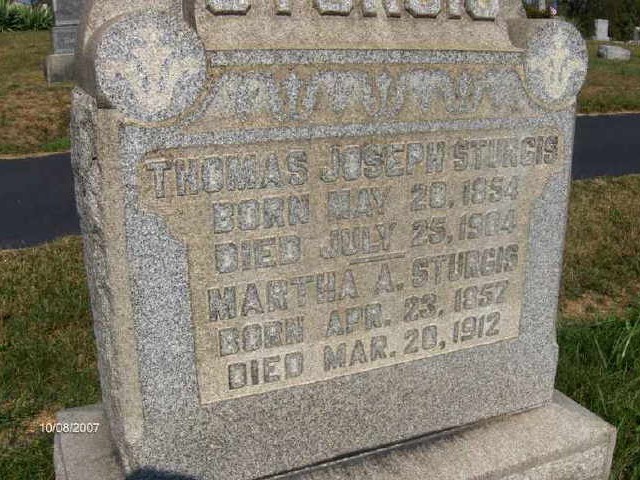 STURGIS
THOMAS JOSEPH STURGIS
BORN MAY 20, 1854
DIED JULY 25, 1904
MARTHA A. STURGIS
BORN APR. 23, 1857
DIED MAR. 20, 1912
10/08/2007